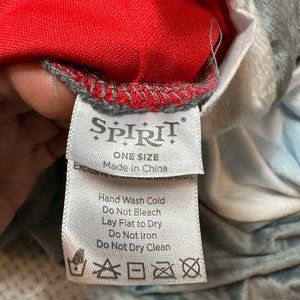 SPIRIT
ONE SIZE
Made in China
Hand Wash Cold
Do Not Bleach
Lay Flat to Dry
Do Not Iron
Do Not Dry Clean